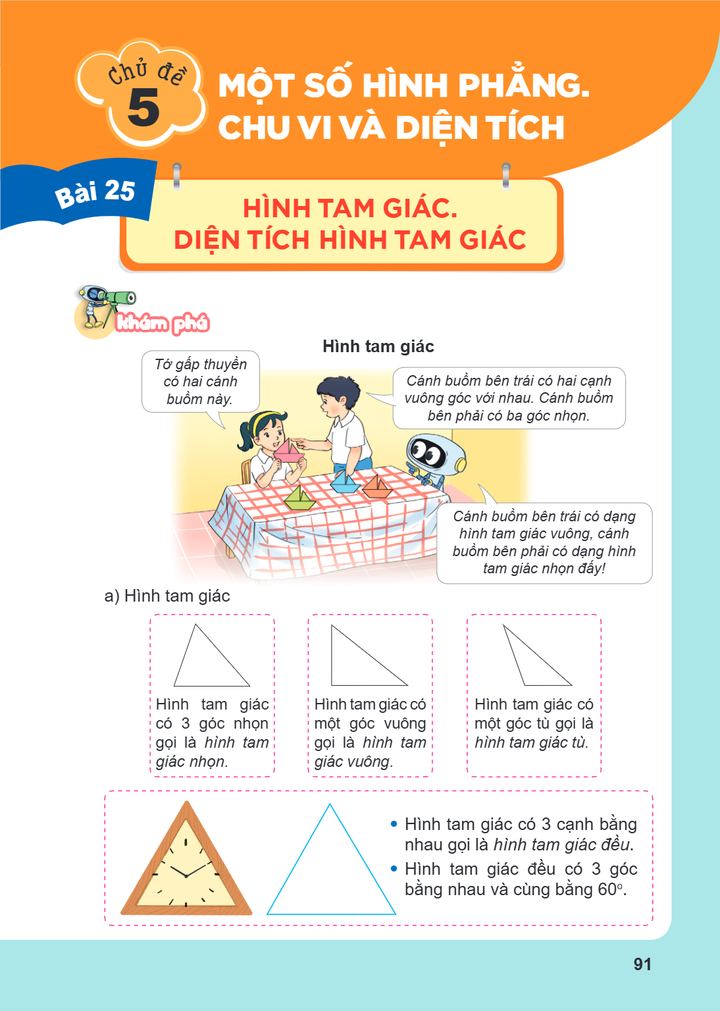 Chủ đề
5
MỘT SỐ HÌNH PHẲNG.
CHU VI VÀ DIỆN TÍCH
Bài 25
HÌNH TAM GIÁC.
DIỆN TÍCH HÌNH TAM GIÁC
Khám phá
Hình tam giác
Tớ gấp thuyền
có hai cánh
buồm này.
Cánh buồm bên trái có hai cạnh
vuông góc với nhau. Cánh buồm
bên phải có ba góc nhọn.
Cánh buồm bên trái có dạng
hình tam giác vuông, cánh
buồm bên phải có dạng hình
tam giác nhọn đấy!
a) Hình tam giác
Hình tam giác
có 3 góc nhọn
gọi là hình tam
giác nhọn.
Hình tam giác có
một góc vuông
gọi là hình tam
giác vuông.
Hình tam giác có
một góc tù gọi là
hình tam giác tù.
• Hình tam giác có 3 cạnh bằng
nhau gọi là hình tam giác đều.
• Hình tam giác đều có 3 góc
bằng nhau và cùng bằng 60°.
91